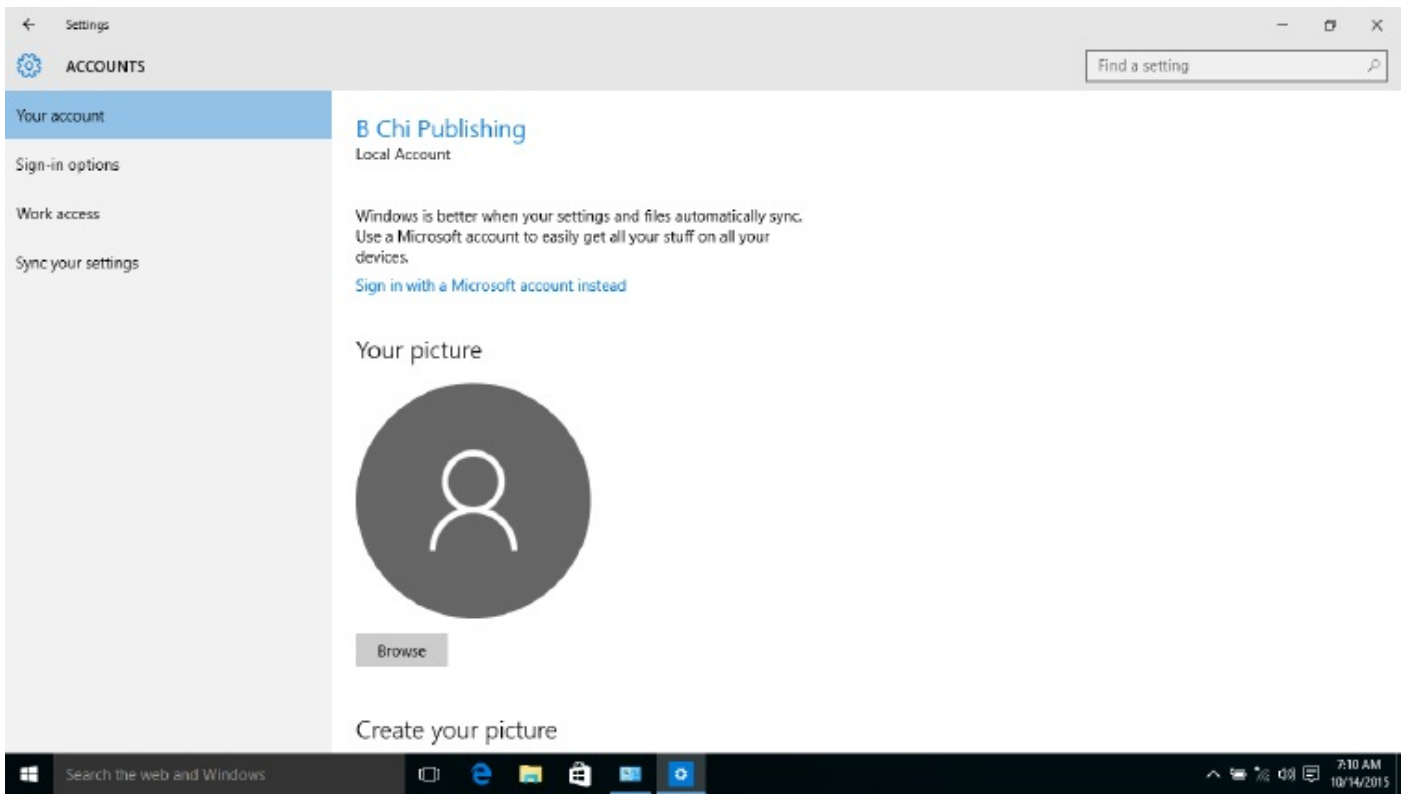 Settings
ACCOUNTS
Find a setting
Your account
Sign-in options
Work access
Sync your settings
B Chi Publishing
Local Account
Windows is better when your settings and files automatically sync.
Use a Microsoft account to easily get all your stuff on all your
devices.
Sign in with a Microsoft account instead
Your picture
Browse
Create your picture
Search the web and Windows
7:10 AM
10/14/2015